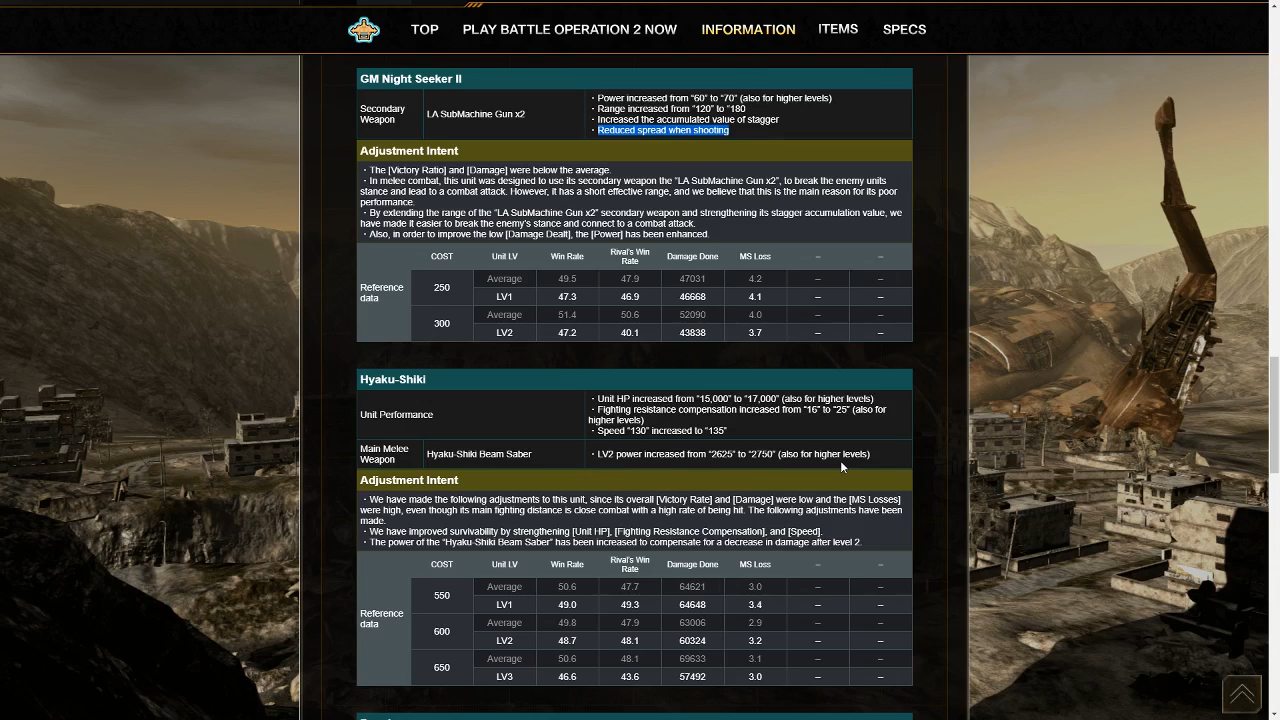 TOP PLAY BATTLE OPERATION 2 NOW INFORMATION ITEMS SPECS
GM Night Seeker II
Secondary
Weapon
LA SubMachine Gun x2
・Power increased from “60” to “70” (also for higher levels)
・Range increased from “120” to “180
・Increased the accumulated value of stagger
・Reduced spread when shooting
Adjustment Intent
・The [Victory Ratio] and [Damage] were below the average.
・In melee combat, this unit was designed to use its secondary weapon the “LA SubMachine Gun x2”, to break the enemy units
stance and lead to a combat attack. However, it has a short effective range, and we believe that this is the main reason for its poor
performance.
・By extending the range of the “LA SubMachine Gun x2” secondary weapon and strengthening its stagger accumulation value, we
have made it easier to break the enemy's stance and connect to a combat attack.
・Also, in order to improve the low [Damage Dealt], the [Power] has been enhanced.
Reference
data
COST Unit LV Win Rate Rival's Win
Rate Damage Done MS Loss – –
250 Average 49.5 47.9 47031 4.2 – –
LV1 47.3 46.9 46668 4.1 – –
300 Average 51.4 50.6 52090 4.0 – –
LV2 47.2 40.1 43838 3.7 – –
Hyaku-Shiki
Unit Performance
・Unit HP increased from “15,000” to “17,000” (also for higher levels)
・Fighting resistance compensation increased from “16” to “25” (also for
higher levels)
・Speed “130” increased to “135”
Main Melee
Weapon
Hyaku-Shiki Beam Saber
・LV2 power increased from “2625” to “2750” (also for higher levels)
Adjustment Intent
・We have made the following adjustments to this unit, since its overall [Victory Rate] and [Damage] were low and the [MS Losses]
were high, even though its main fighting distance is close combat with a high rate of being hit. The following adjustments have been
made.
・We have improved survivability by strengthening [Unit HP], [Fighting Resistance Compensation], and [Speed].
・The power of the “Hyaku-Shiki Beam Saber” has been increased to compensate for a decrease in damage after level 2.
Reference
data
COST Unit LV Win Rate Rival's Win
Rate Damage Done MS Loss – –
550 Average 50.6 47.7 64621 3.0 – –
LV1 49.0 49.3 64648 3.4 – –
600 Average 49.8 47.9 63006 2.9 – –
LV2 48.7 48.1 60324 3.2 – –
650 Average 50.6 48.1 69633 3.1 – –
LV3 46.6 43.6 57492 3.0 – –